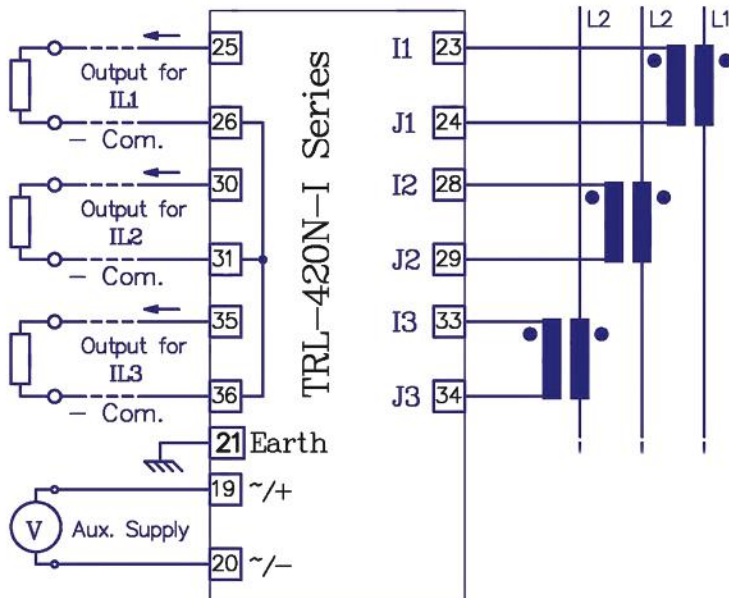 L2 L2 L1
25 I1 23
Output for
IL1
26 J1 24
– Com.
30 I2 28
Output for
IL2
31 J2 29
– Com.
35 I3 33
Output for
IL3
36 J3 34
– Com.
TRL–420N–I Series
21 Earth
19 ~/+
V Aux. Supply
20 ~/–